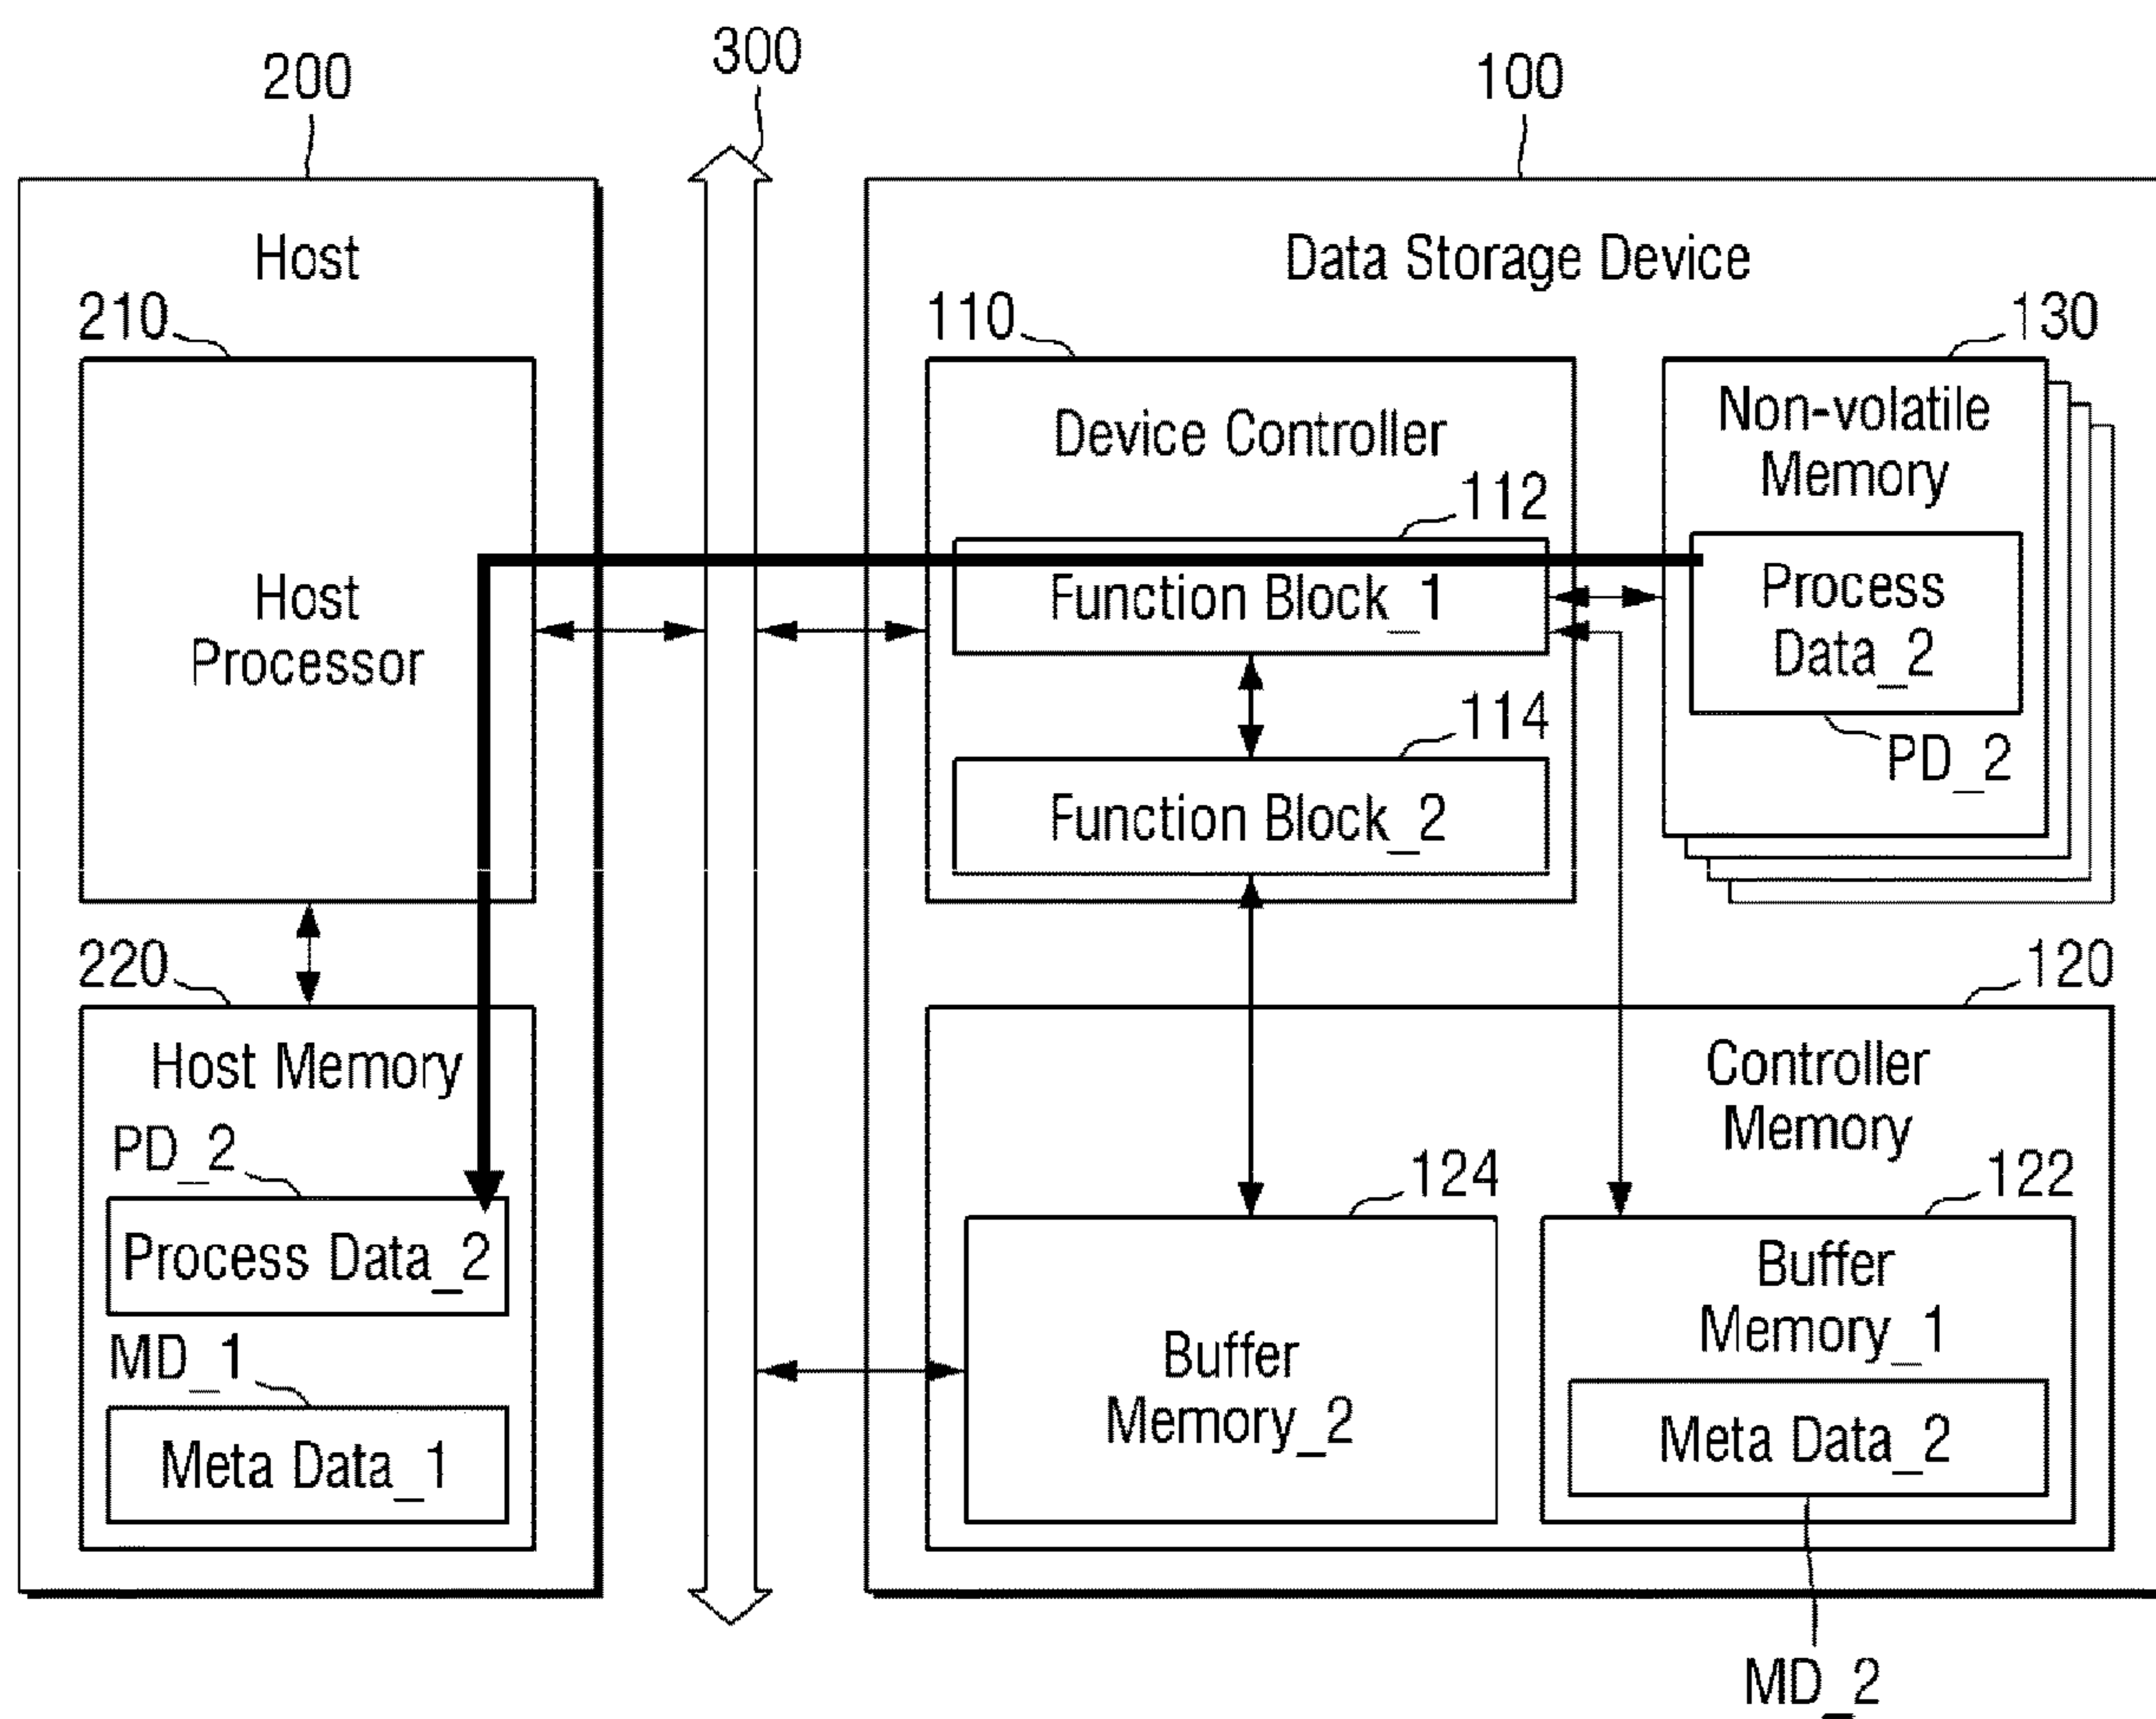 200
300
100
Host
Data Storage Device
210
110
130
Device Controller
Non-volatile
Memory
112
Host
Processor
Function Block_1
Process
Data_2
114
PD_2
Function Block_2
220
120
Host Memory
Controller
Memory
PD_2
124
122
Process Data_2
Buffer
Memory_1
MD_1
Buffer
Memory_2
Meta Data_1
Meta Data_2
MD_2